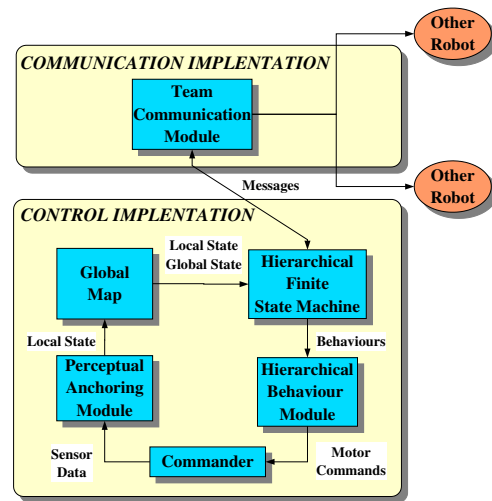 Other
Robot
COMMUNICATION IMPLENTATION
Team
Communication
Module
Other
Robot
Messages
CONTROL IMPLENTATION
Local State
Global State
Global
Map
Hierarchical
Finite
State Machine
Local State
Behaviours
Perceptual
Anchoring
Module
Hierarchical
Behaviour
Module
Sensor
Data
Commander
Motor
Commands